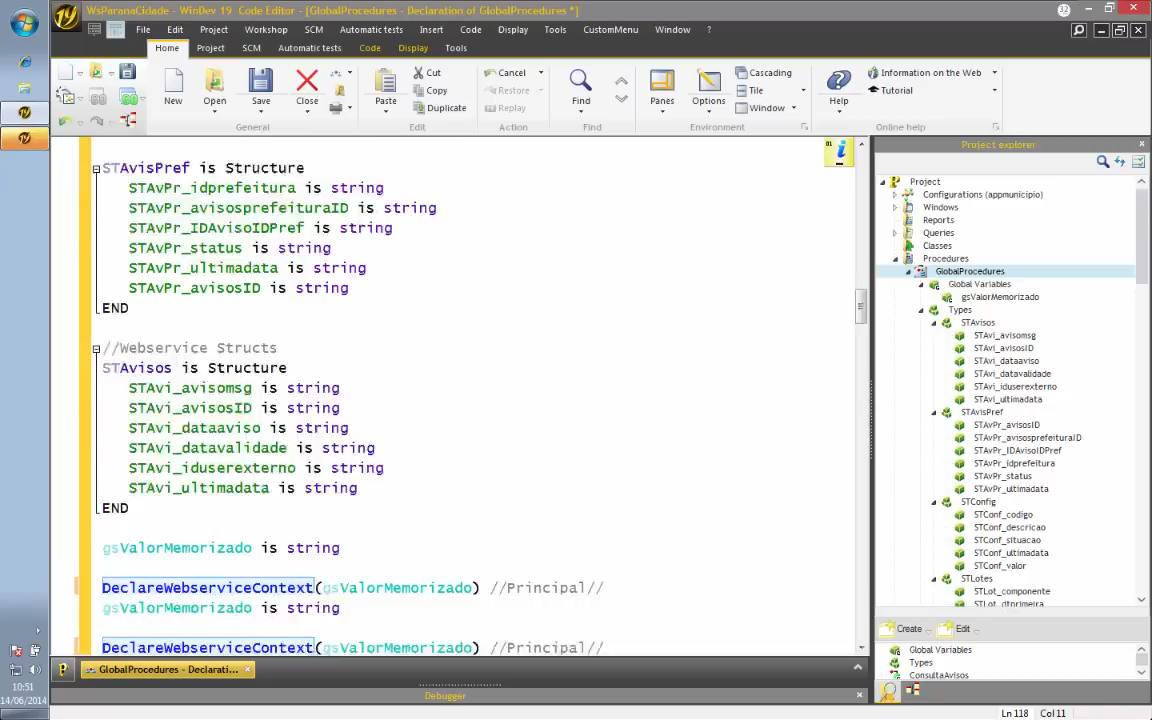 WsParanaCidade - WinDev 19 Code Editor - [GlobalProcedures - Declaration of GlobalProcedures *]
32
File Edit Project Workshop SCM Automatic tests Insert Code Display Tools CustomMenu Window ?
Home Project SCM Automatic tests Code Display Tools
New Open Save Close Paste Cut Copy Duplicate Cancel Restore Replay Find Panes Options Cascading Tile Window Help Information on the Web Tutorial
General Edit Action Find Environment Online help
STAvisPref is Structure
STAvPr_idprefeitura is string
STAvPr_avisosprefeituraID is string
STAvPr_IDAvisoIDPref is string
STAvPr_status is string
STAvPr_ultimadata is string
STAvPr_avisosID is string
END
//Webservice Structs
STAvisos is Structure
STAvi_avisomsg is string
STAvi_avisosID is string
STAvi_dataaviso is string
STAvi_datavalidade is string
STAvi_iduserexterno is string
STAvi_ultimadata is string
END
gsValorMemorizado is string
DeclareWebserviceContext(gsValorMemorizado) //Principal//
gsValorMemorizado is string
DeclareWebserviceContext(gsValorMemorizado) //Principal//
Project explorer
Project
Configurations (appmunicipio)
Windows
Reports
Queries
Classes
Procedures
GlobalProcedures
Global Variables
gsValorMemorizado
Types
STAvisos
STAvi_avisomsg
STAvi_avisosID
STAvi_dataaviso
STAvi_datavalidade
STAvi_iduserexterno
STAvi_ultimadata
STAvisPref
STAvPr_avisosID
STAvPr_avisosprefeituraID
STAvPr_IDAvisoIDPref
STAvPr_idprefeitura
STAvPr_status
STAvPr_ultimadata
STConfig
STConf_codigo
STConf_descricao
STConf_situacao
STConf_ultimadata
STConf_valor
STLotes
STLot_componente
STLot_dtprimeira
Create Edit
Global Variables
Types
ConsultaAvisos
GlobalProcedures - Declarati...
Debugger
Ln 118 Col 11
10:51
14/06/2014